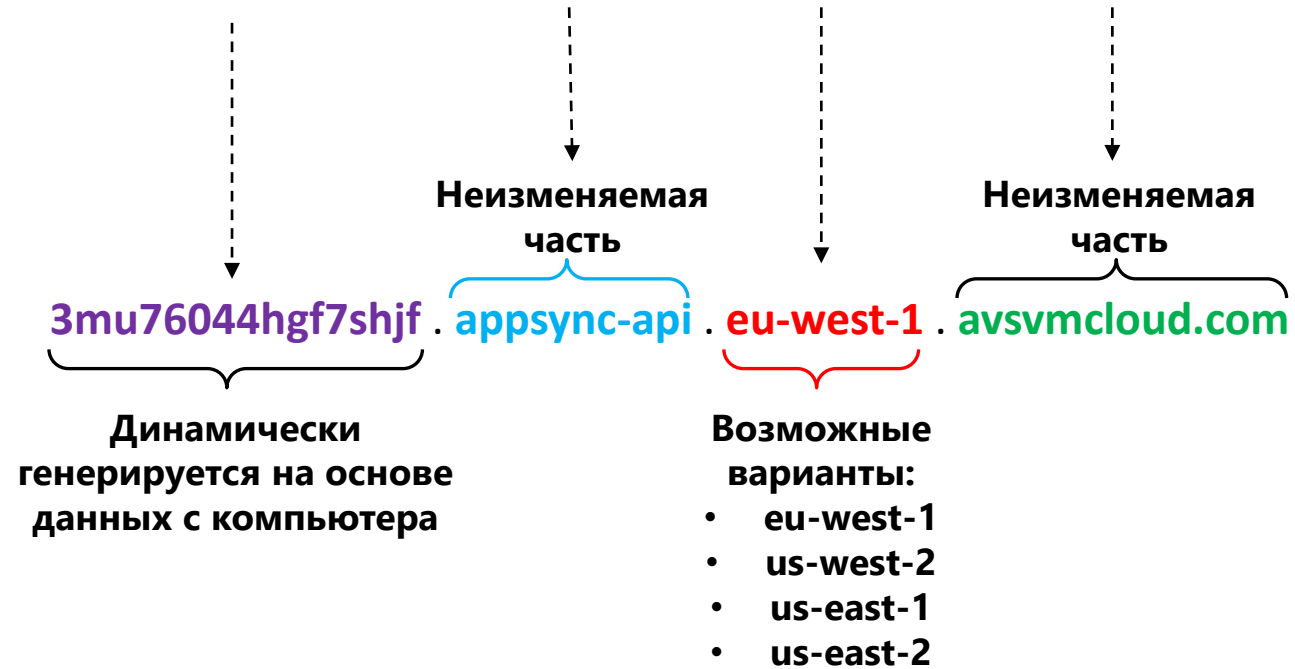 Неизменяемая
часть
Неизменяемая
часть
3mu76044hgf7shjf . appsync-api . eu-west-1 . avsvmcloud.com
Динамически
генерируется на основе
данных с компьютера
Возможные
варианты:
• eu-west-1
• us-west-2
• us-east-1
• us-east-2